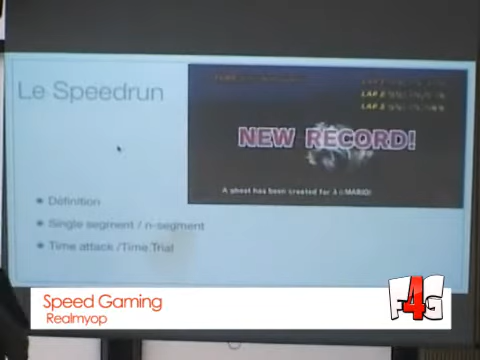 Le Speedrun
NEW RECORD!
A ghost has been created for
Définition
Single segment / n-segment
Time attack /Time Trial
Speed Gaming
Realmyop
F4G